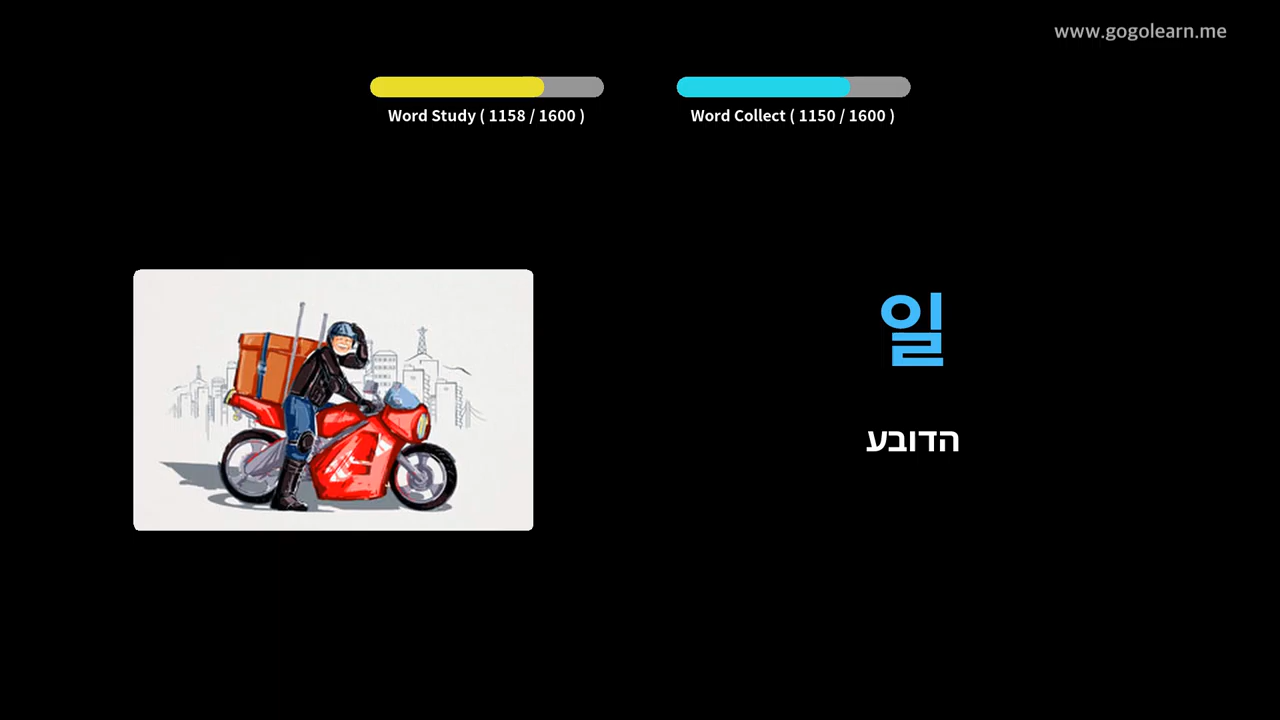 www.gogolearn.me
Word Study ( 1158 / 1600 )
Word Collect ( 1150 / 1600 )
일
הדובע